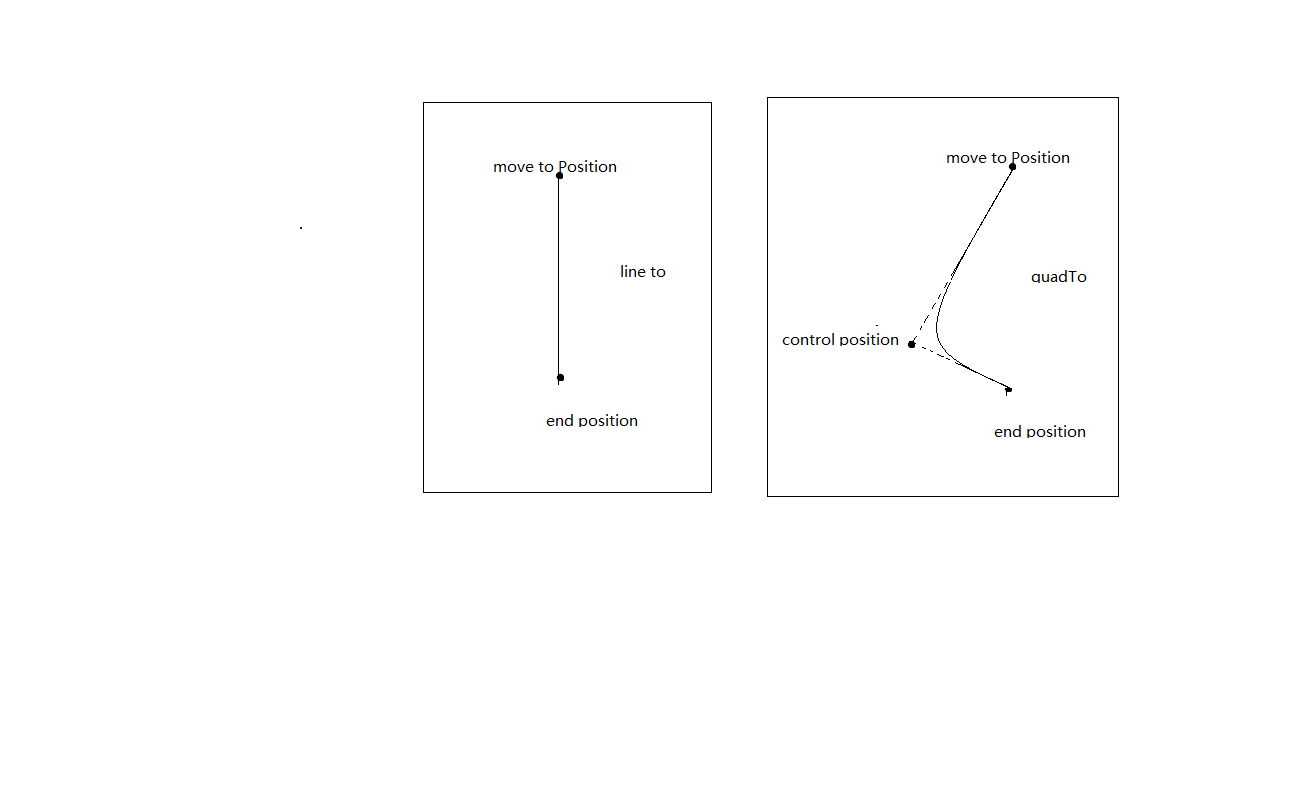 move to Position
line to
end position
move to Position
quadTo
control position
end position